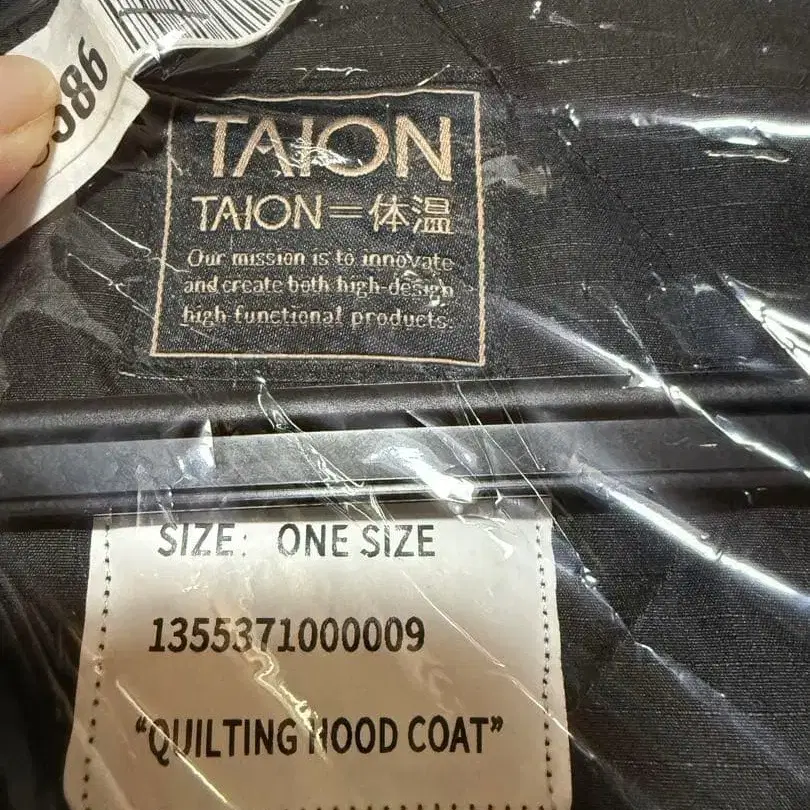 TAION
TAION=体温
Our mission is to innovate
and create both high-design
high functional products.
SIZE: ONE SIZE
1355371000009
“QUILTING HOOD COAT”